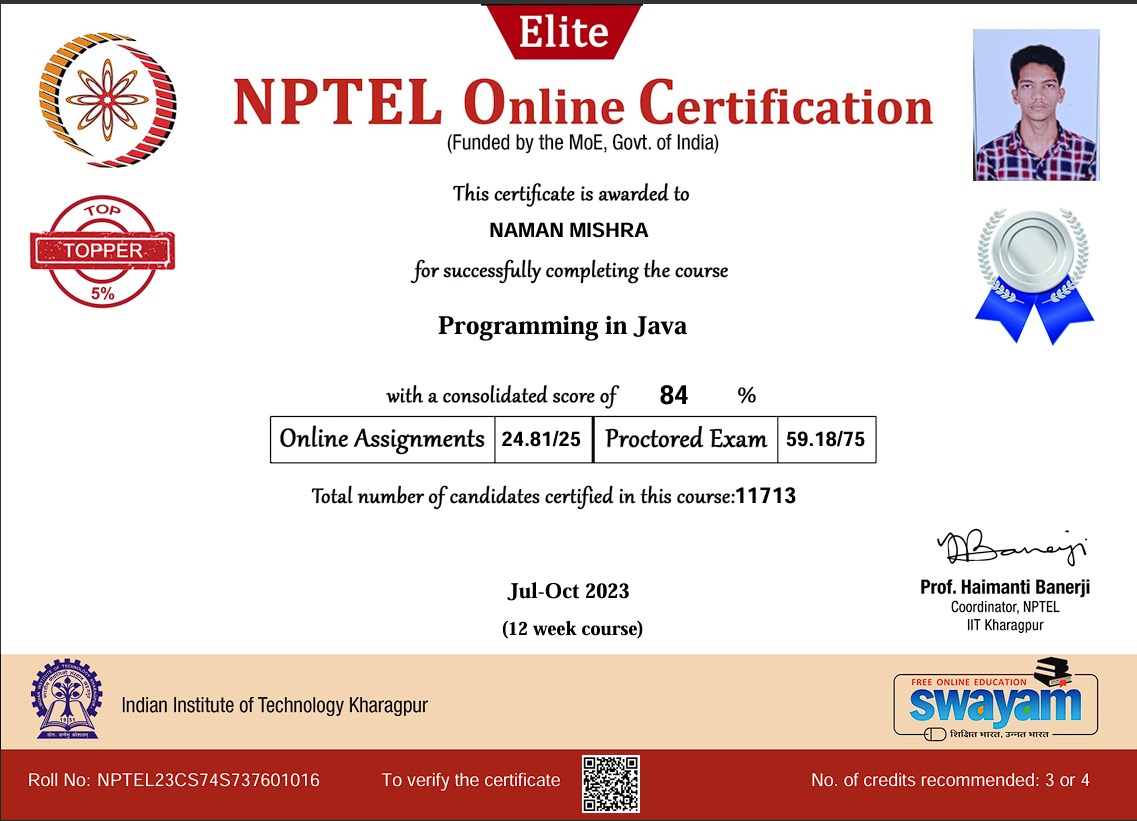 Elite
NPTEL Online Certification
(Funded by the MoE, Govt. of India)
This certificate is awarded to
NAMAN MISHRA
for successfully completing the course
TOP
TOPPER
5%
Programming in Java
with a consolidated score of 84 %
Online Assignments 24.81/25 Proctored Exam 59.18/75
Total number of candidates certified in this course:11713
Prof. Haimanti Banerji
Coordinator, NPTEL
IIT Kharagpur
Jul-Oct 2023
(12 week course)
Indian Institute of Technology Kharagpur
1951
FREE ONLINE EDUCATION
swayam
शिक्षित भारत, उन्नत भारत
Roll No: NPTEL23CS74S737601016 To verify the certificate No. of credits recommended: 3 or 4